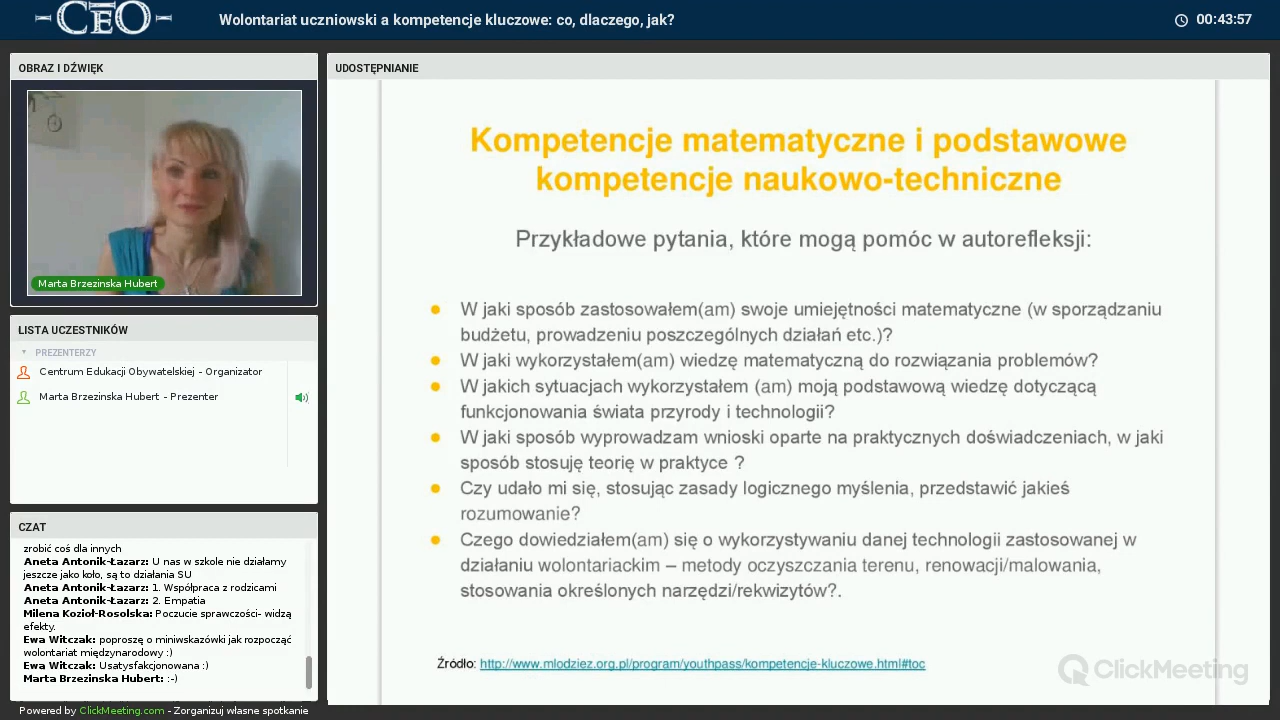 CEO
Wolontariat uczniowski a kompetencje kluczowe: co, dlaczego, jak?
00:43:57
OBRAZ I DŹWIĘK
Marta Brzezinska Hubert
LISTA UCZESTNIKÓW
PREZENTERZY
Centrum Edukacji Obywatelskiej - Organizator
Marta Brzezinska Hubert - Prezenter
CZAT
zrobić coś dla innych
Aneta Antonik-Łazarz: U nas w szkole nie działamy
jeszcze jako koło, są to działania SU
Aneta Antonik-Łazarz: 1. Współpraca z rodzicami
Aneta Antonik-Łazarz: 2. Empatia
Milena Kozioł-Rosolska: Poczucie sprawczości- widzą
efekty.
Ewa Witczak: poproszę o miniwskazówki jak rozpocząć
wolontariat międzynarodowy :)
Ewa Witczak: Usatysfakcjonowana :)
Marta Brzezinska Hubert: :-)
Powered by ClickMeeting.com - Zorganizuj własne spotkanie
UDOSTĘPNIANIE
Kompetencje matematyczne i podstawowe
kompetencje naukowo-techniczne
Przykładowe pytania, które mogą pomóc w autorefleksji:
● W jaki sposób zastosowałem(am) swoje umiejętności matematyczne (w sporządzaniu
budżetu, prowadzeniu poszczególnych działań etc.)?
● W jaki wykorzystałem(am) wiedzę matematyczną do rozwiązania problemów?
● W jakich sytuacjach wykorzystałem (am) moją podstawową wiedzę dotyczącą
funkcjonowania świata przyrody i technologii?
● W jaki sposób wyprowadzam wnioski oparte na praktycznych doświadczeniach, w jaki
sposób stosuję teorię w praktyce ?
● Czy udało mi się, stosując zasady logicznego myślenia, przedstawić jakieś
rozumowanie?
● Czego dowiedziałem(am) się o wykorzystywaniu danej technologii zastosowanej w
działaniu wolontariackim – metody oczyszczania terenu, renowacji/malowania,
stosowania określonych narzędzi/rekwizytów?.
Źródło: http://www.mlodziez.org.pl/program/youthpass/kompetencje-kluczowe.html#toc
ClickMeeting